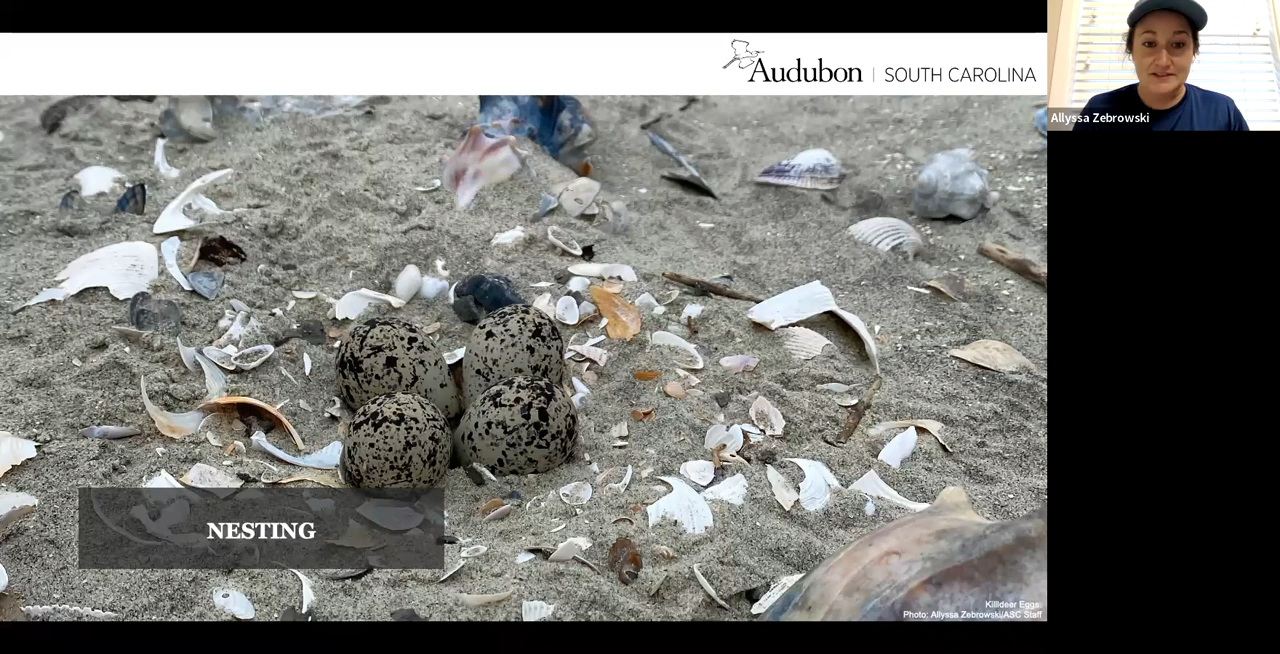 Audubon | SOUTH CAROLINA
Allyssa Zebrowski
NESTING
Killdeer Eggs.
Photo: Allyssa Zebrowski/ASC Staff